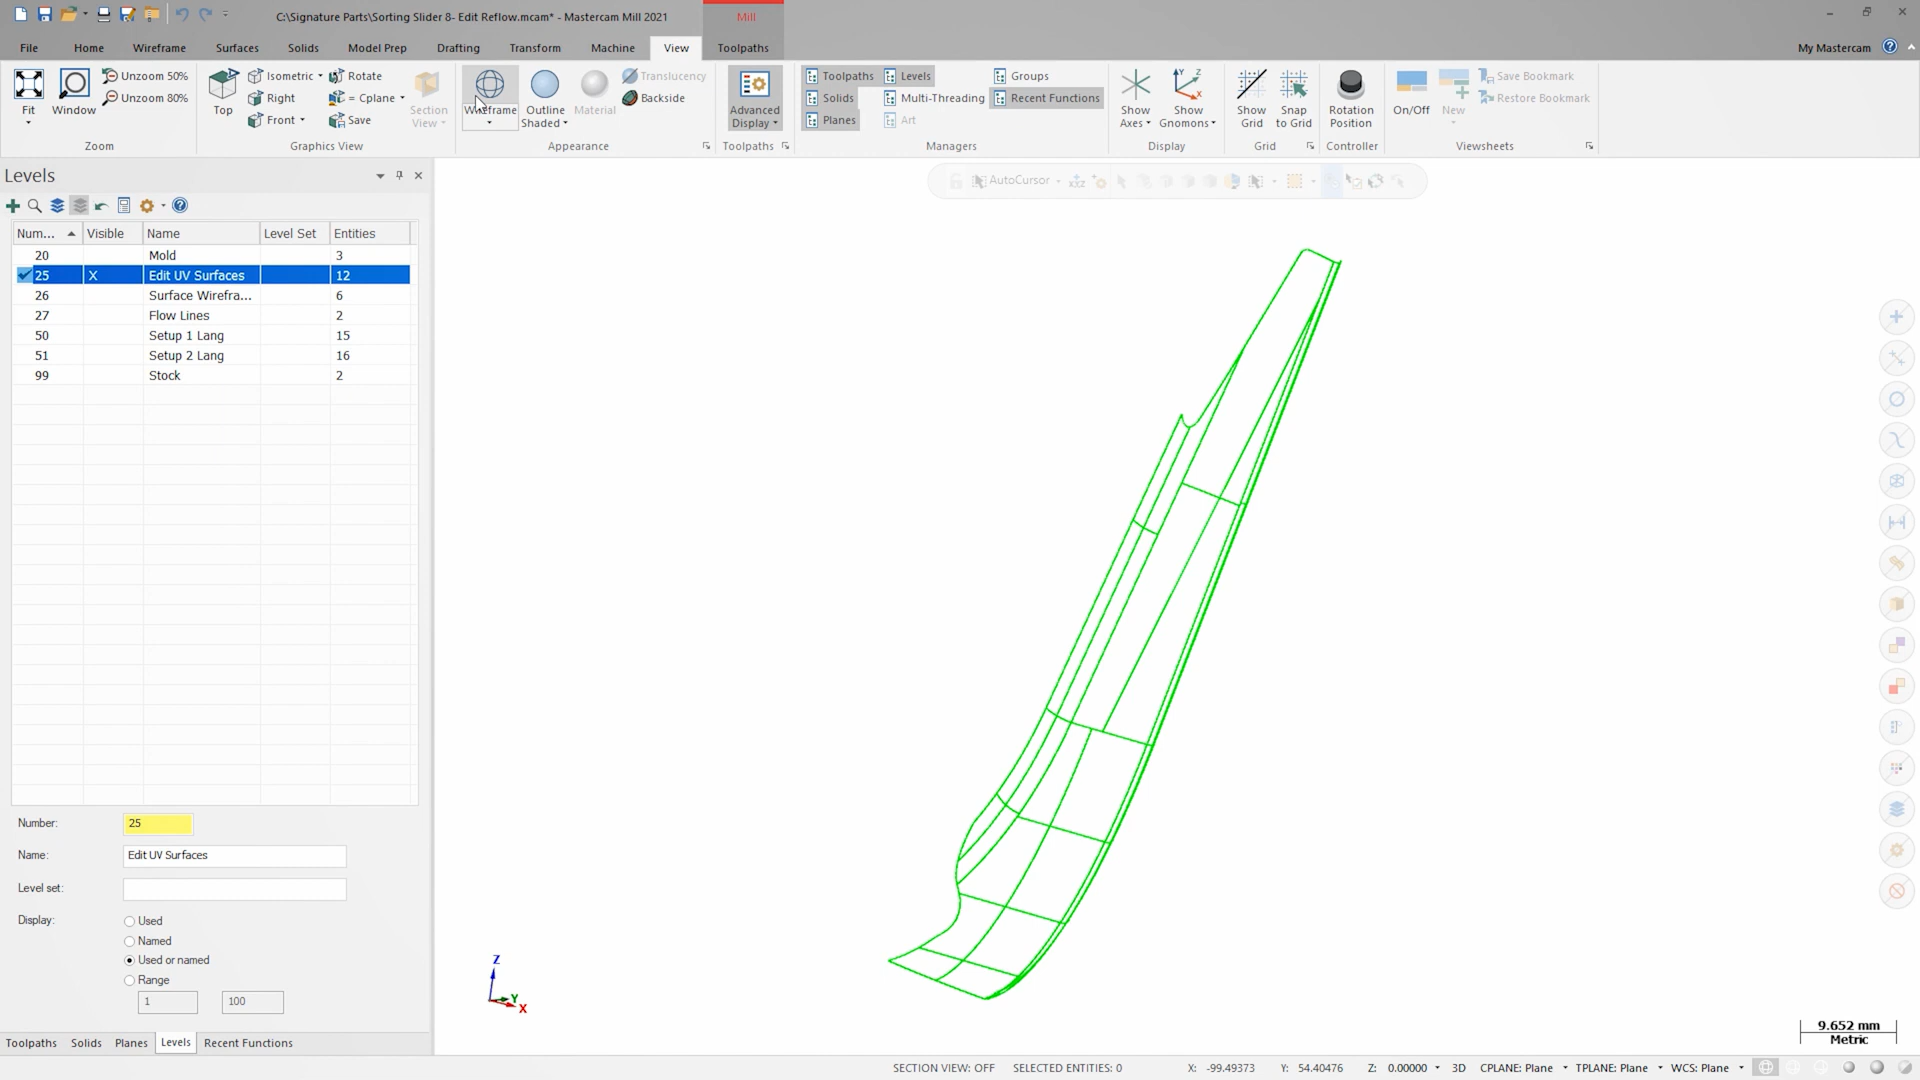 C:\Signature Parts\Sorting Slider 8- Edit Reflow.mcam* - Mastercam Mill 2021
Mill
File Home Wireframe Surfaces Solids Model Prep Drafting Transform Machine View Toolpaths
My Mastercam
Fit
Window
Unzoom 50%
Unzoom 80%
Zoom
Top
Isometric
Right
Front
Rotate
= Cplane
Save
Section
View
Graphics View
Wireframe
Outline
Shaded
Material
Translucency
Backside
Appearance
Advanced
Display
Toolpaths
Toolpaths
Solids
Planes
Levels
Multi-Threading
Art
Groups
Recent Functions
Managers
Show
Axes
Show
Gnomons
Display
Show
Grid
Snap
to Grid
Grid
Rotation
Position
Controller
On/Off
New
Save Bookmark
Restore Bookmark
Viewsheets
AutoCursor
Levels
Num... Visible Name Level Set Entities
20 Mold 3
25 X Edit UV Surfaces 12
26 Surface Wirefra... 6
27 Flow Lines 2
50 Setup 1 Lang 15
51 Setup 2 Lang 16
99 Stock 2
Number: 25
Name: Edit UV Surfaces
Level set:
Display: Used
Named
Used or named
Range
1 100
Toolpaths Solids Planes Levels Recent Functions
Z
Y
X
9.652 mm
Metric
SECTION VIEW: OFF SELECTED ENTITIES: 0 X: -99.49373 Y: 54.40476 Z: 0.00000 3D CPLANE: Plane TPLANE: Plane WCS: Plane